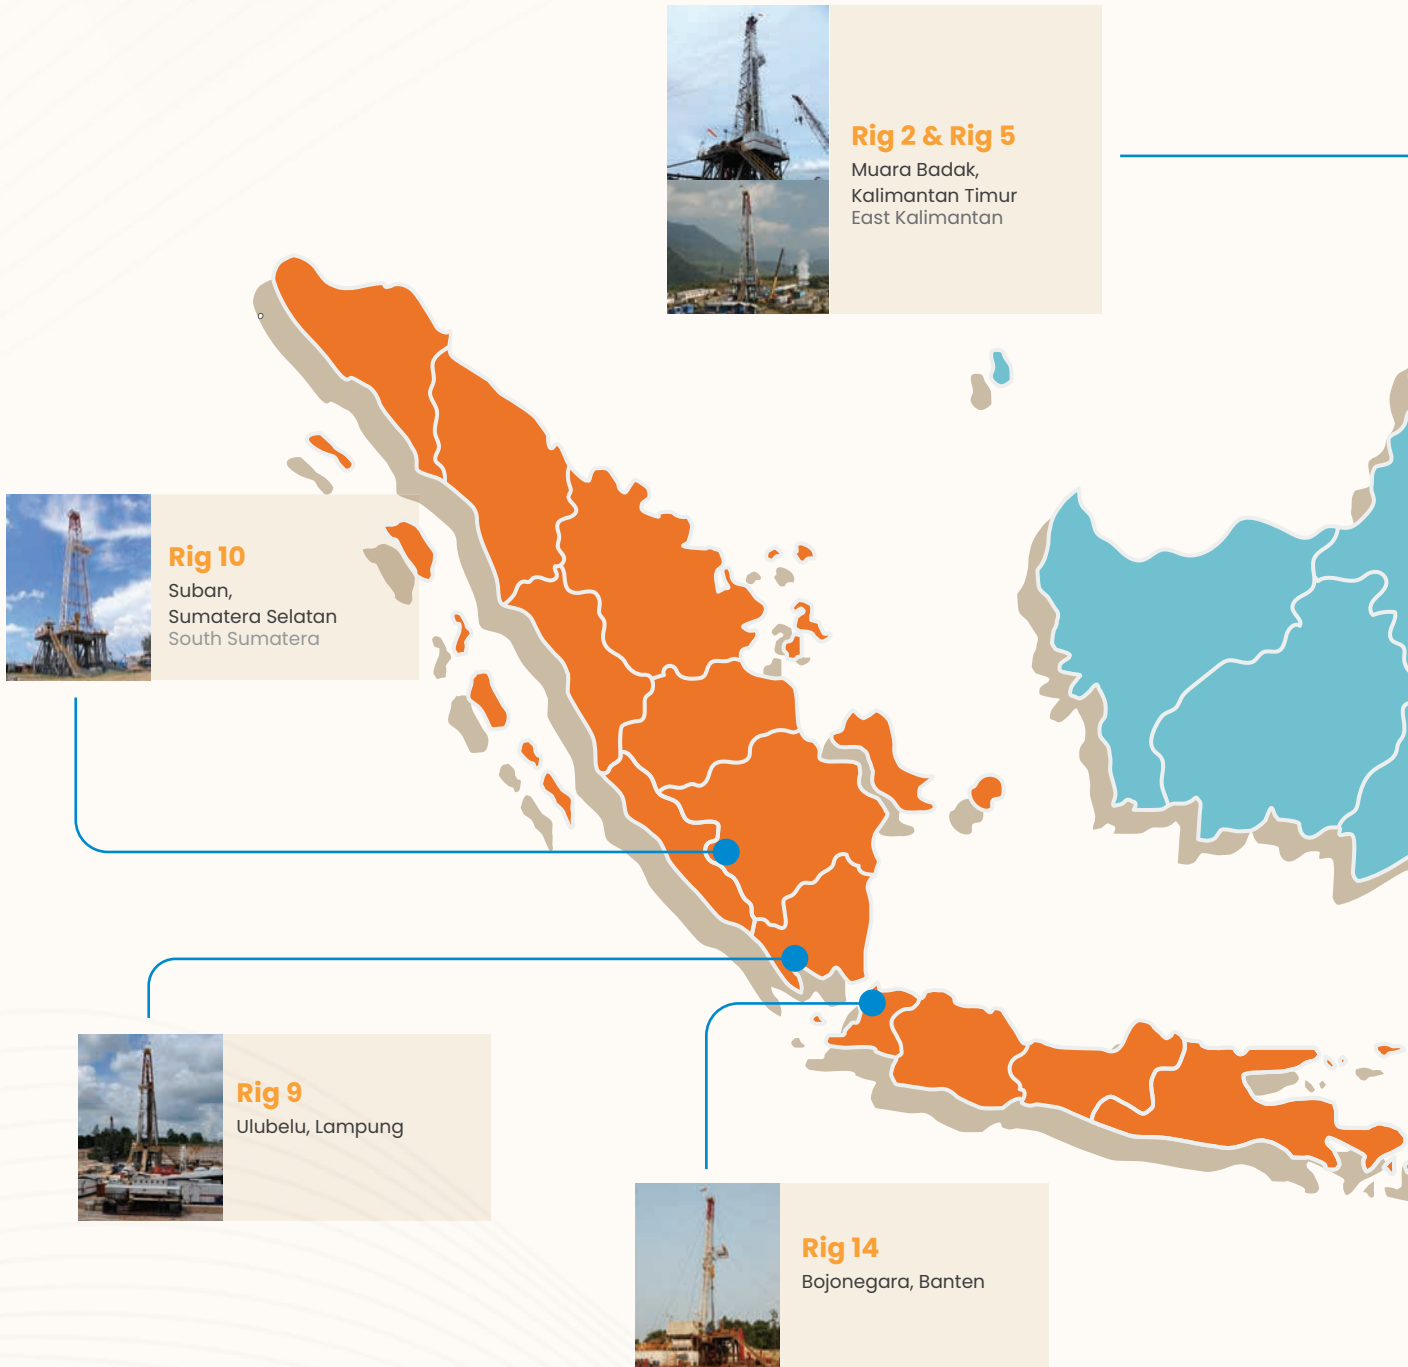 Rig 2 & Rig 5
Muara Badak,
Kalimantan Timur
East Kalimantan
Rig 10
Suban,
Sumatera Selatan
South Sumatera
Rig 9
Ulubelu, Lampung
Rig 14
Bojonegara, Banten